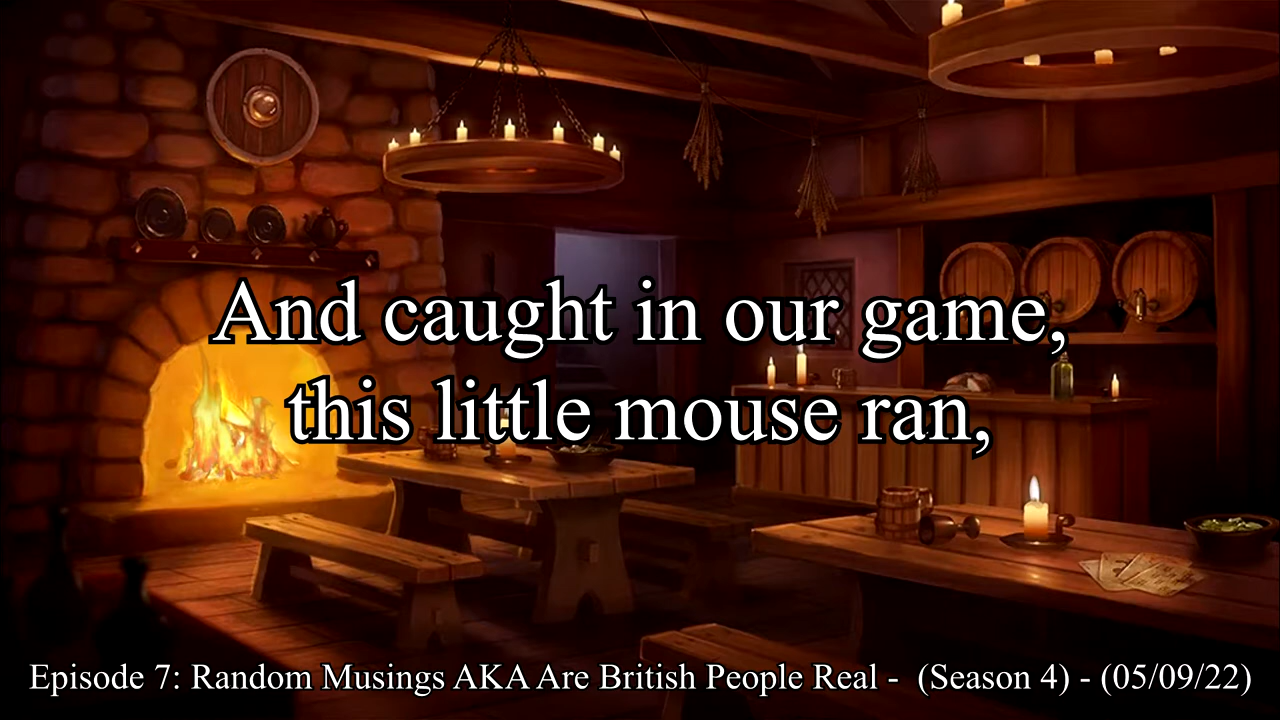 And caught in our game,
this little mouse ran,
Episode 7: Random Musings AKA Are British People Real -  (Season 4) - (05/09/22)